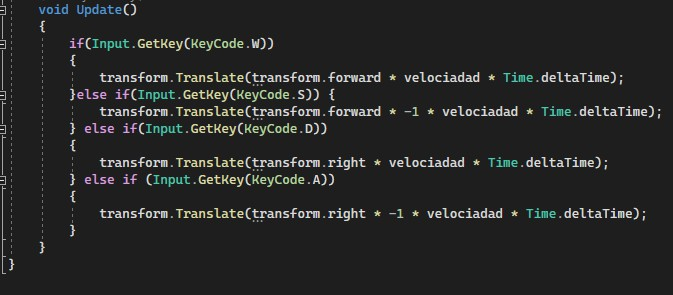 void Update()
{
if(Input.GetKey(KeyCode.W))
{
transform.Translate(transform.forward * velociadad * Time.deltaTime);
}else if(Input.GetKey(KeyCode.S)) {
transform.Translate(transform.forward * -1 * velociadad * Time.deltaTime);
} else if(Input.GetKey(KeyCode.D))
{
transform.Translate(transform.right * velociadad * Time.deltaTime);
} else if (Input.GetKey(KeyCode.A))
{
transform.Translate(transform.right * -1 * velociadad * Time.deltaTime);
}
}
}